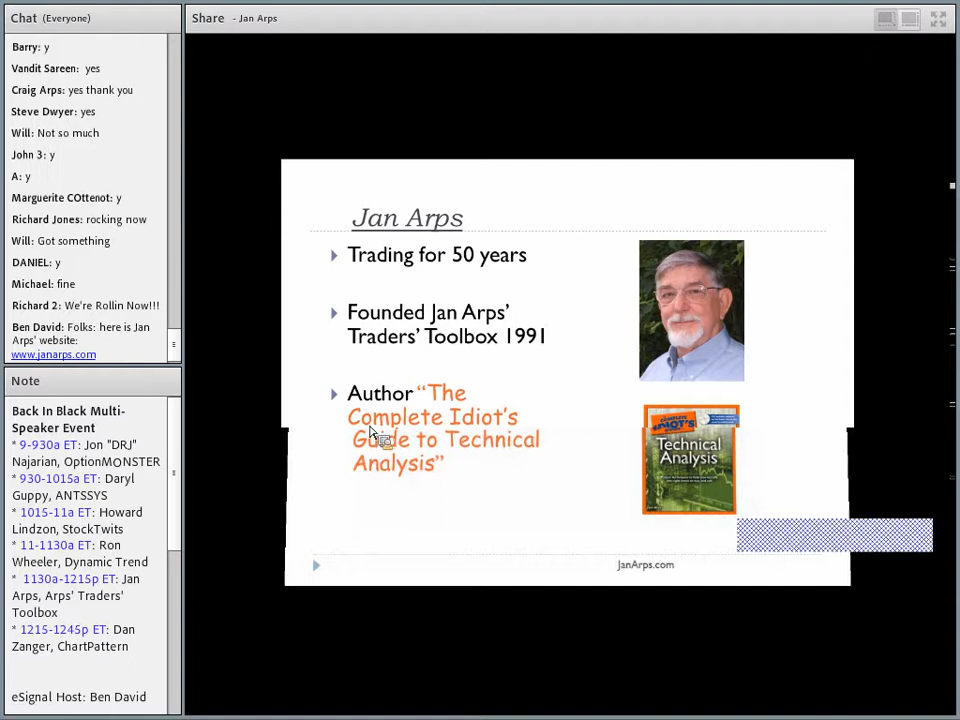 Chat (Everyone)
Barry: y
Vandit Sareen: yes
Craig Arps: yes thank you
Steve Dwyer: yes
Will: Not so much
John 3: y
A: y
Marguerite COttenot: y
Richard Jones: rocking now
Will: Got something
DANIEL: y
Michael: fine
Richard 2: We're Rollin Now!!!
Ben David: Folks: here is Jan
Arps' website:
www.janarps.com
Note
Back In Black Multi-
Speaker Event
* 9-930a ET: Jon "DRJ"
Najarian, OptionMONSTER
* 930-1015a ET: Daryl
Guppy, ANTSSYS
* 1015-11a ET: Howard
Lindzon, StockTwits
* 11-1130a ET: Ron
Wheeler, Dynamic Trend
* 1130a-1215p ET: Jan
Arps, Arps' Traders'
Toolbox
* 1215-1245p ET: Dan
Zanger, ChartPattern
eSignal Host: Ben David
Share - Jan Arps
Jan Arps
Trading for 50 years
Founded Jan Arps’
Traders’ Toolbox 1991
Author “The
Complete Idiot’s
Guide to Technical
Analysis”
COMPLETE
IDIOT'S
GUIDE TO
Technical
Analysis
JanArps.com